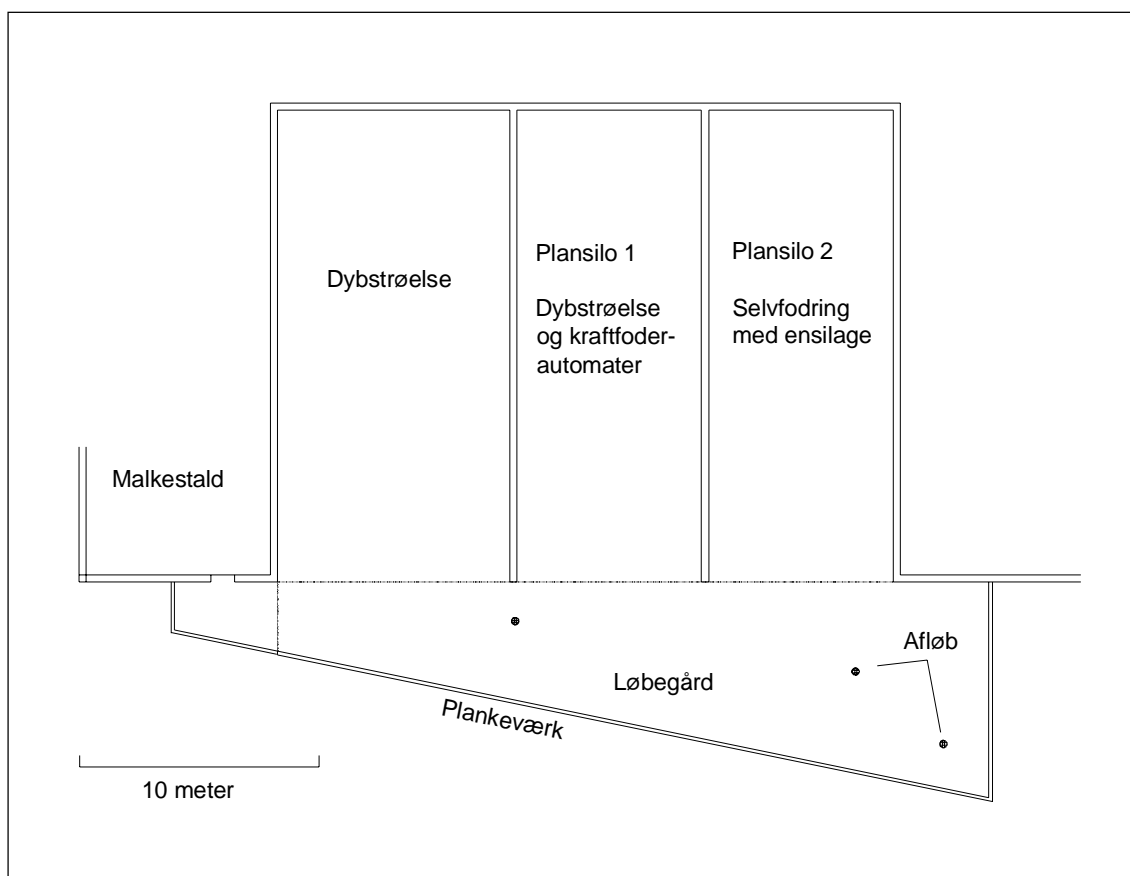 Dybstrøelse
Plansilo 1
Dybstrøelse
og kraftfoder-
automater
Plansilo 2
Selvfodring
med ensilage
Malkestald
Afløb
Løbegård
Plankeværk
10 meter